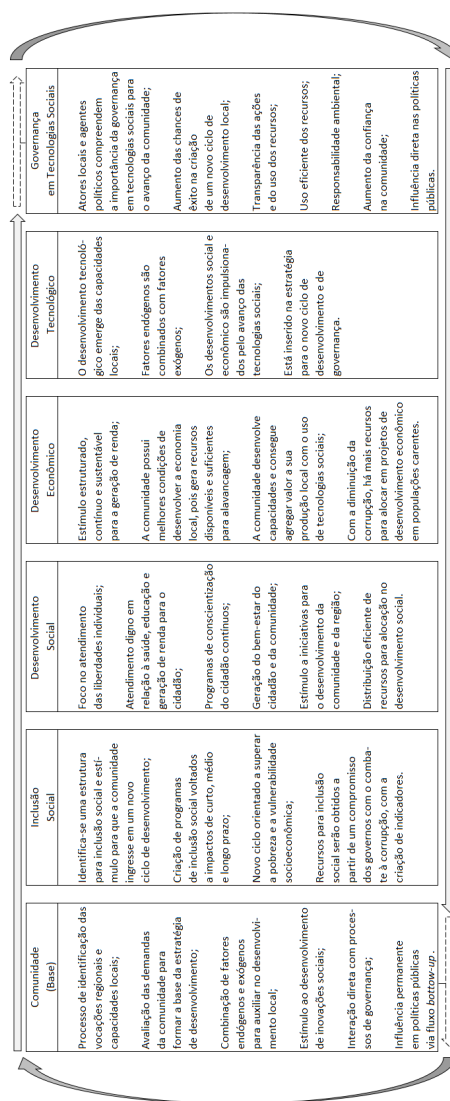 Comunidade
(Base)
Processo de identificação das
vocações regionais e
capacidades locais;
Avaliação das demandas
da comunidade para
formar a base da estratégia
de desenvolvimento;
Combinação de fatores
endógenos e exógenos
para auxiliar no desenvolvi-
mento local;
Estímulo ao desenvolvimento
de inovações sociais;
Interação direta com proces-
sos de governança;
Influência permanente
em políticas públicas
via fluxo bottow-up.
Inclusão
Social
Identifica-se uma estrutura
para inclusão social e estí-
mulo para que a comunidade
ingresse em um novo
ciclo de desenvolvimento;
Criação de programas
de inclusão social voltados
a impactos de curto, médio
e longo prazo;
Novo ciclo orientado a superar
a pobreza e a vulnerabilidade
socioeconômica;
Recursos para inclusão
social serão obtidos a
partir de um compromisso
dos governos com o comba-
te à corrupção, com a
criação de indicadores.
Desenvolvimento
Social
Foco no atendimento
das liberdades individuais;
Atendimento digno em
relação à saúde, educação e
geração de renda para o
cidadão;
Programas de conscientização
do cidadão contínuos;
Geração do bem-estar do
cidadão e da comunidade;
Estímulo a iniciativas para
o desenvolvimento da
comunidade e da região;
Distribuição eficiente de
recursos para alocação no
desenvolvimento social.
Desenvolvimento
Econômico
Estímulo estruturado,
contínuo e sustentável
para a geração de renda;
A comunidade possui
melhores condições de
desenvolver a economia
local, pois gera recursos
disponíveis e suficientes
para alavancagem;
A comunidade desenvolve
capacidades e consegue
agregar valor a sua
produção local com o uso
de tecnologias sociais;
Com a diminuição da
corrupção, há mais recursos
para alocar em projetos de
desenvolvimento econômico
em populações carentes.
Desenvolvimento
Tecnológico
O desenvolvimento tecnoló-
gico emerge das capacidades
locais;
Fatores endógenos são
combinados com fatores
exógenos;
Os desenvolvimentos social e
econômico são impulsiona-
dos pelo avanço das
tecnologias sociais;
Está inserido na estratégia
para o novo ciclo de
desenvolvimento e de
governança.
Governança
em Tecnologias Sociais
Atores locais e agentes
políticos compreendem
a importância da governança
em tecnologias sociais para
o avanço da comunidade;
Aumento das chances de
êxito na criação
de um novo ciclo de
desenvolvimento local;
Transparência das ações
e do uso dos recursos;
Uso eficiente dos recursos;
Responsabilidade ambiental;
Aumento da confiança
na comunidade;
Influência direta nas políticas
públicas.